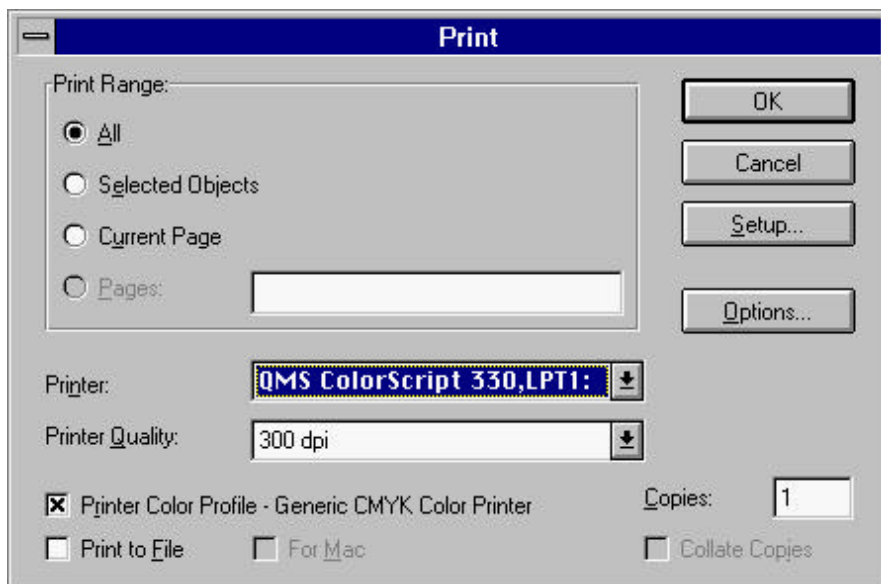 Print
Print Range:
All
Selected Objects
Current Page
Pages:
OK
Cancel
Setup...
Options...
Printer:
QMS ColorScript 330,LPT1:
Printer Quality:
300 dpi
Printer Color Profile - Generic CMYK Color Printer
Copies:
1
Print to File
For Mac
Collate Copies